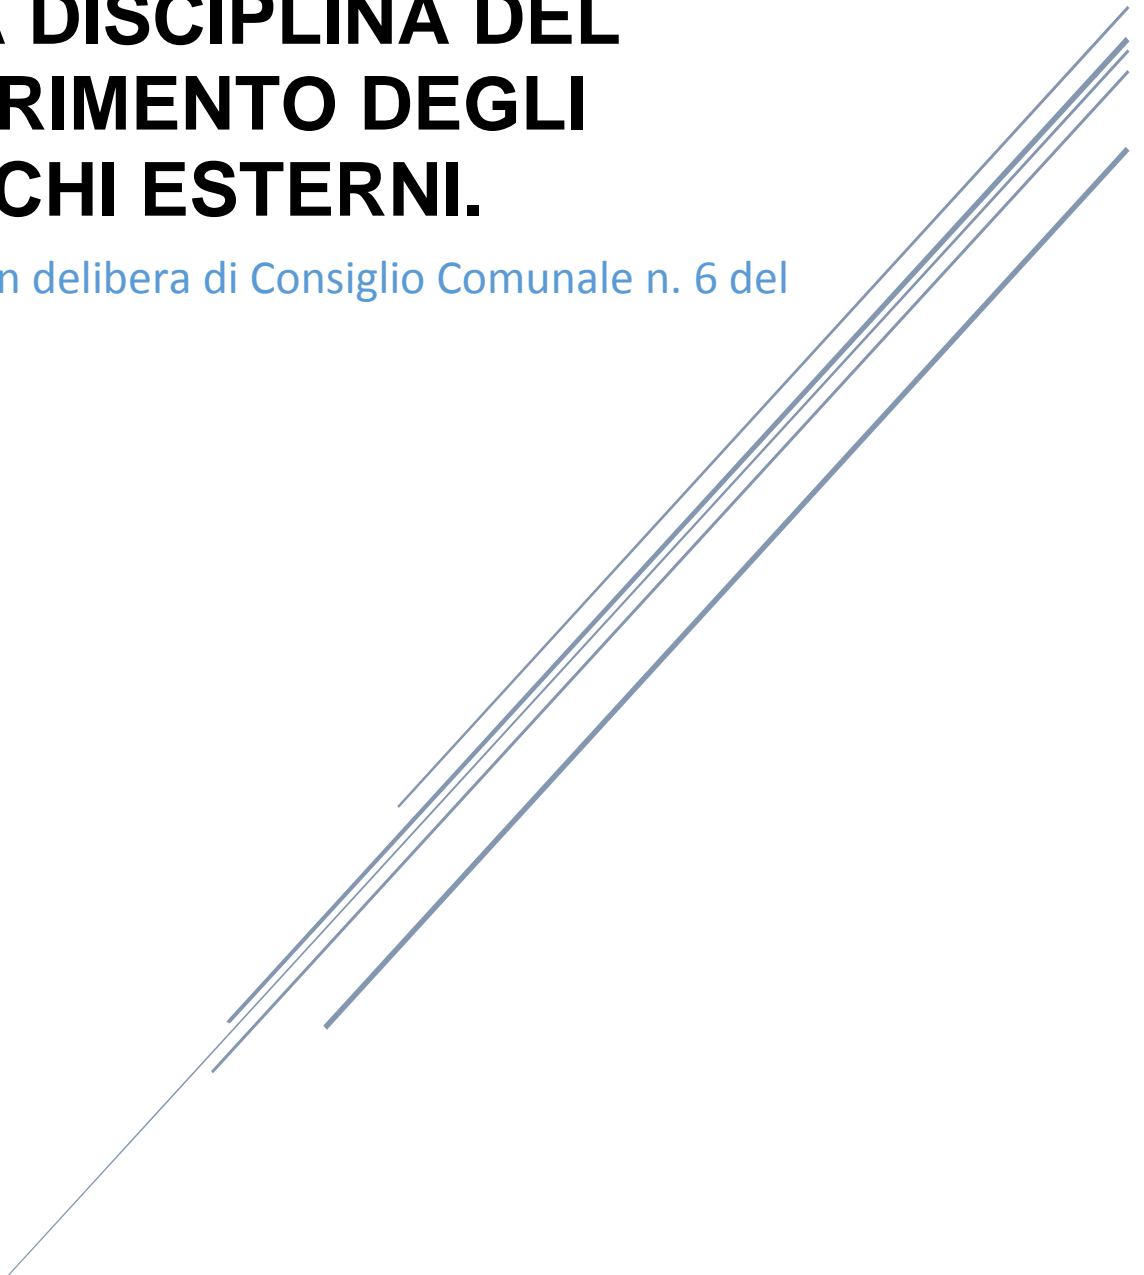 A DISCIPLINA DEL
RIMENTO DEGLI
CHI ESTERNI.
n delibera di Consiglio Comunale n. 6 del